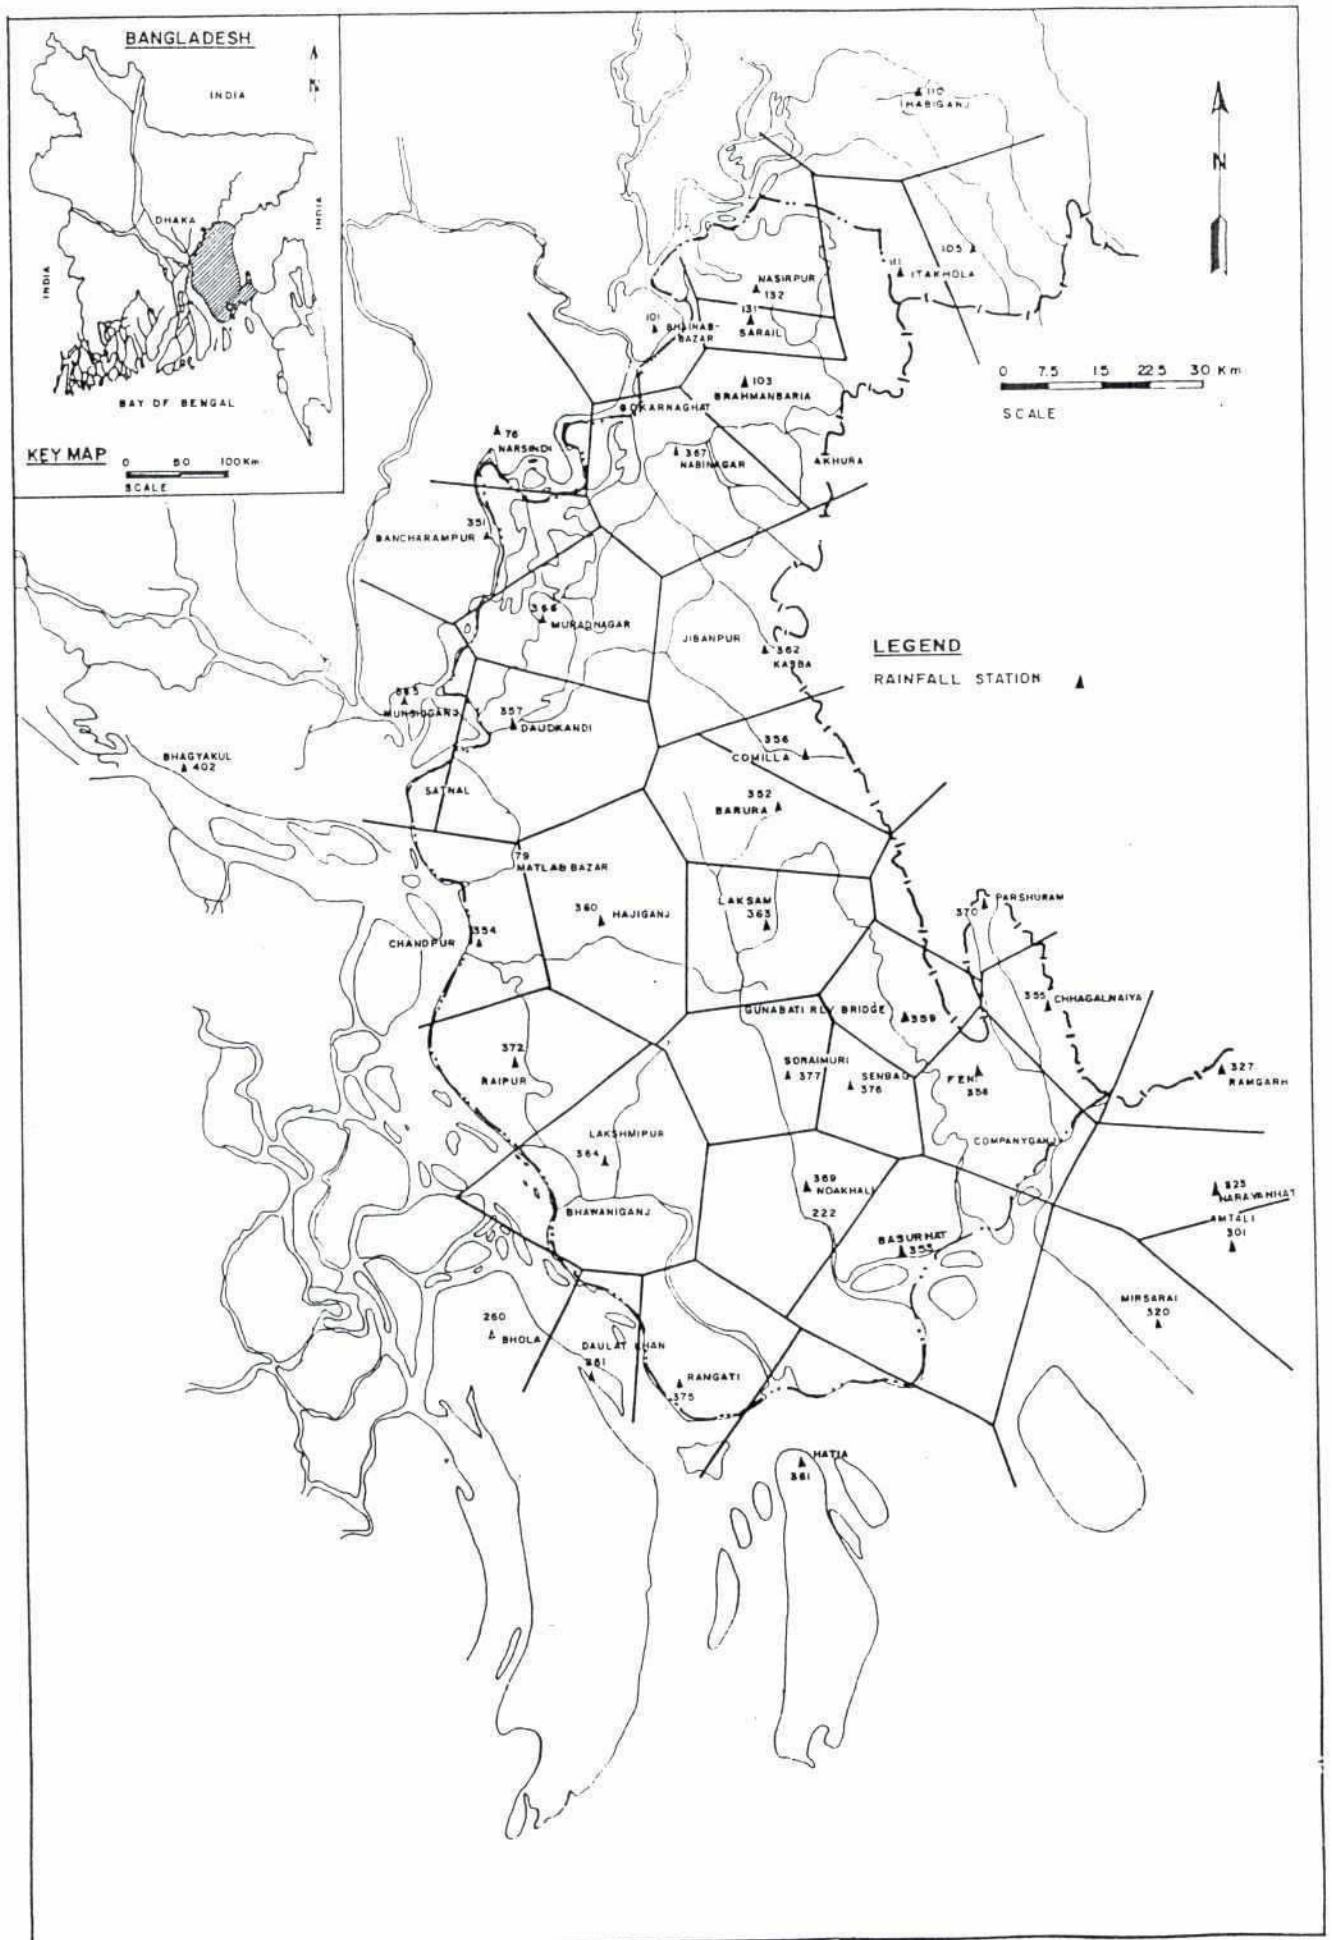 BANGLADESH
N
INDIA
DHAKA
INDIA
INDIA
BAY OF BENGAL
KEY MAP
0 50 100 Km
SCALE
N
110
HABIGANJ
105
111
ITAKHOLA
NASIRPUR
132
131
SARAIL
101
BHAIRAB-
BAZAR
0 7.5 15 22.5 30 Km
SCALE
103
BRAHMANBARIA
GOKARNAGHAT
76
NARSINDI
367
NABINAGAR
AKHURA
351
BANCHARAMPUR
366
MURADNAGAR
JIBANPUR
362
KASBA
LEGEND
RAINFALL STATION
MUNSIGGANJ
357
DAUDKANDI
356
COMILLA
BHAGYAKUL
402
SATNAL
352
BARURA
79
MATLAB BAZAR
LAKSAM
363
360 HAJIGANJ
PARSHURAM
370
CHANDPUR
354
355 CHHAGALNAIYA
GUNABATI RLY BRIDGE
359
372
RAIPUR
SONAIMURI
377
SENBAG
376
FENI
358
327
RAMGARH
COMPANYGANJ
LAKSHMIPUR
364
369
NOAKHALI
222
BHAWANIGANJ
NARAYANHAT
AMTALI
301
BASURHAT
353
MIRSARAI
320
260
BHOLA
DAULAT KHAN
RANGATI
375
HATIA
361